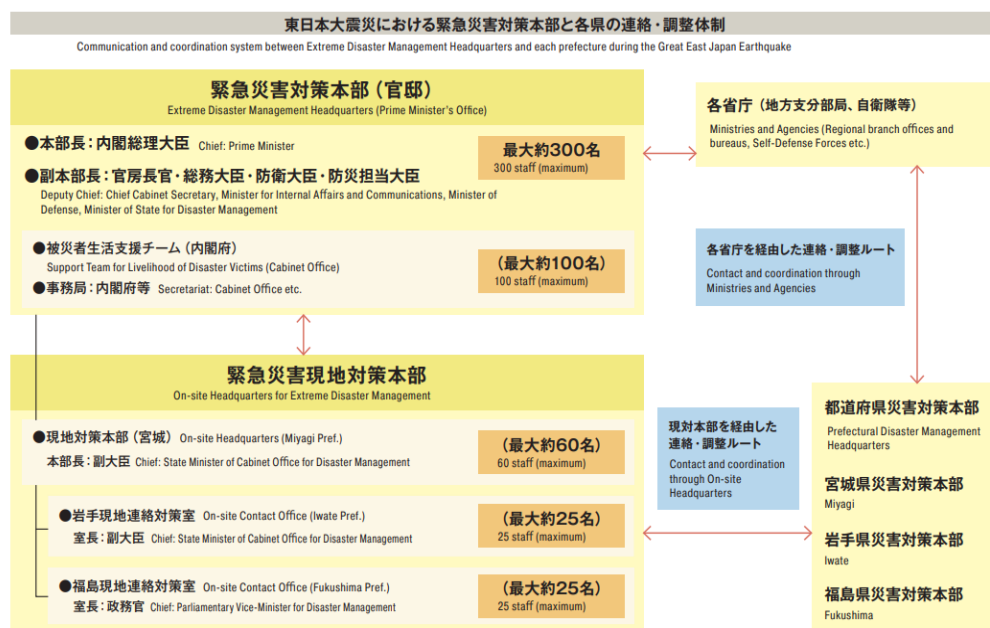 東日本大震災における緊急災害対策本部と各県の連絡・調整体制
Communication and coordination system between Extreme Disaster Management Headquarters and each prefecture during the Great East Japan Earthquake
緊急災害対策本部（官邸）
Extreme Disaster Management Headquarters (Prime Minister's Office)
●本部長：内閣総理大臣 Chief: Prime Minister
最大約300名
300 staff (maximum)
●副本部長：官房長官・総務大臣・防衛大臣・防災担当大臣
Deputy Chief: Chief Cabinet Secretary, Minister for Internal Affairs and Communications, Minister of
Defense, Minister of State for Disaster Management
●被災者生活支援チーム（内閣府）
Support Team for Livelihood of Disaster Victims (Cabinet Office)
●事務局：内閣府等 Secretariat: Cabinet Office etc.
（最大約100名）
100 staff (maximum)
各省庁（地方支分部局、自衛隊等）
Ministries and Agencies (Regional branch offices and
bureaus, Self-Defense Forces etc.)
各省庁を経由した連絡・調整ルート
Contact and coordination through
Ministries and Agencies
緊急災害現地対策本部
On-site Headquarters for Extreme Disaster Management
●現地対策本部（宮城） On-site Headquarters (Miyagi Pref.)
本部長：副大臣 Chief: State Minister of Cabinet Office for Disaster Management
（最大約60名）
60 staff (maximum)
●岩手現地連絡対策室 On-site Contact Office (Iwate Pref.)
室長：副大臣 Chief: State Minister of Cabinet Office for Disaster Management
（最大約25名）
25 staff (maximum)
●福島現地連絡対策室 On-site Contact Office (Fukushima Pref.)
室長：政務官 Chief: Parliamentary Vice-Minister for Disaster Management
（最大約25名）
25 staff (maximum)
現対本部を経由した
連絡・調整ルート
Contact and coordination
through On-site
Headquarters
都道府県災害対策本部
Prefectural Disaster Management
Headquarters
宮城県災害対策本部
Miyagi
岩手県災害対策本部
Iwate
福島県災害対策本部
Fukushima